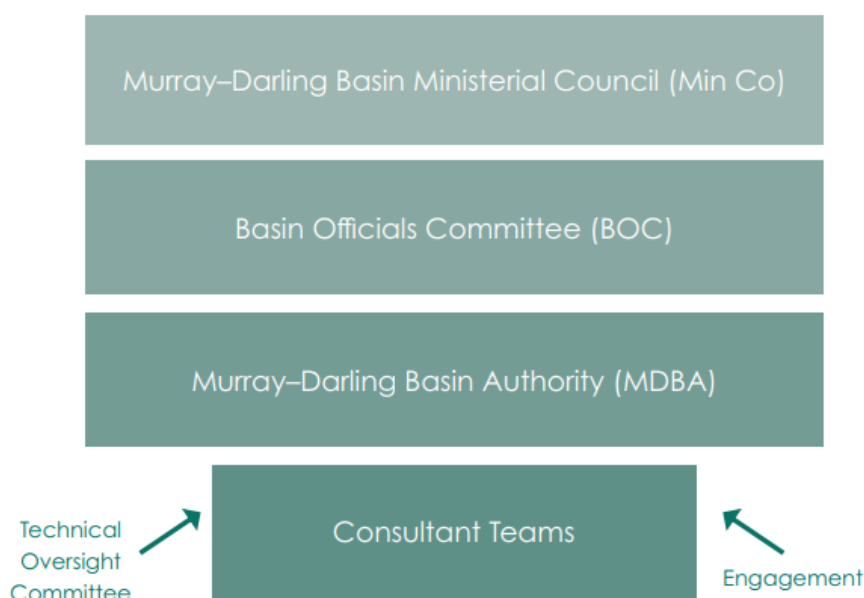 Murray–Darling Basin Ministerial Council (Min Co)
Basin Officials Committee (BOC)
Murray–Darling Basin Authority (MDBA)
Consultant Teams
Technical
Oversight
Committee
Engagement